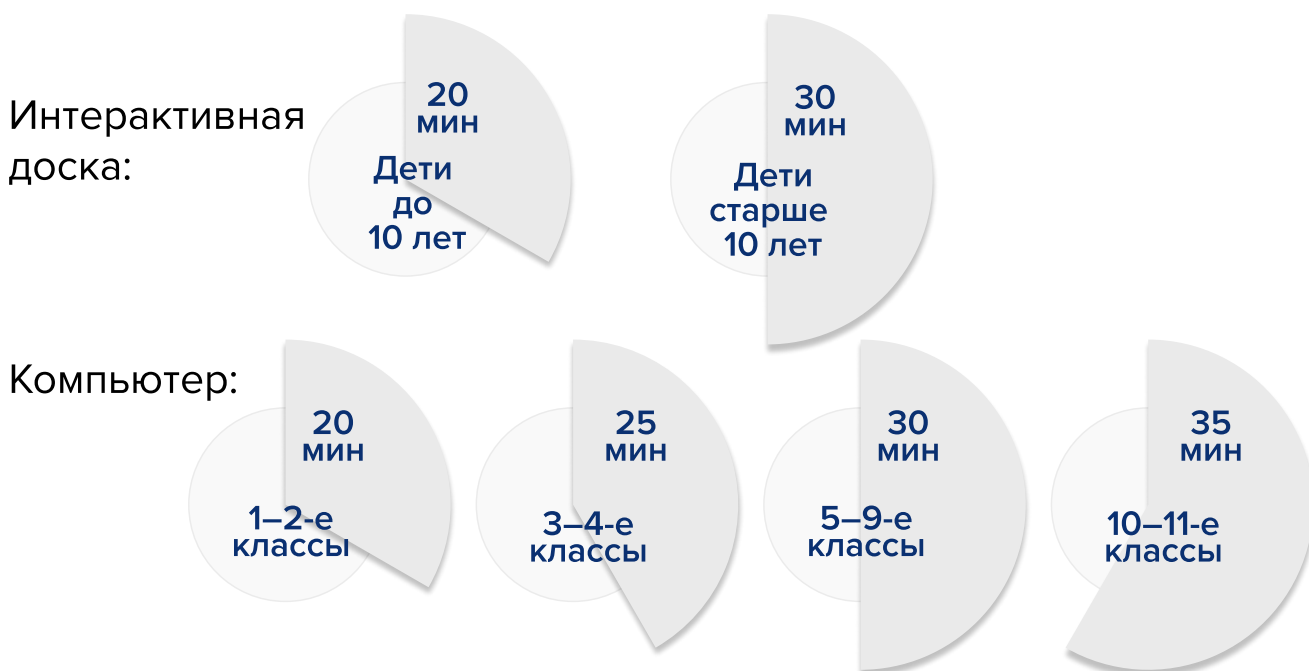 Интерактивная
доска:
20
мин
Дети
до
10 лет
30
мин
Дети
старше
10 лет
Компьютер:
20
мин
1–2-е
классы
25
мин
3–4-е
классы
30
мин
5–9-е
классы
35
мин
10–11-е
классы